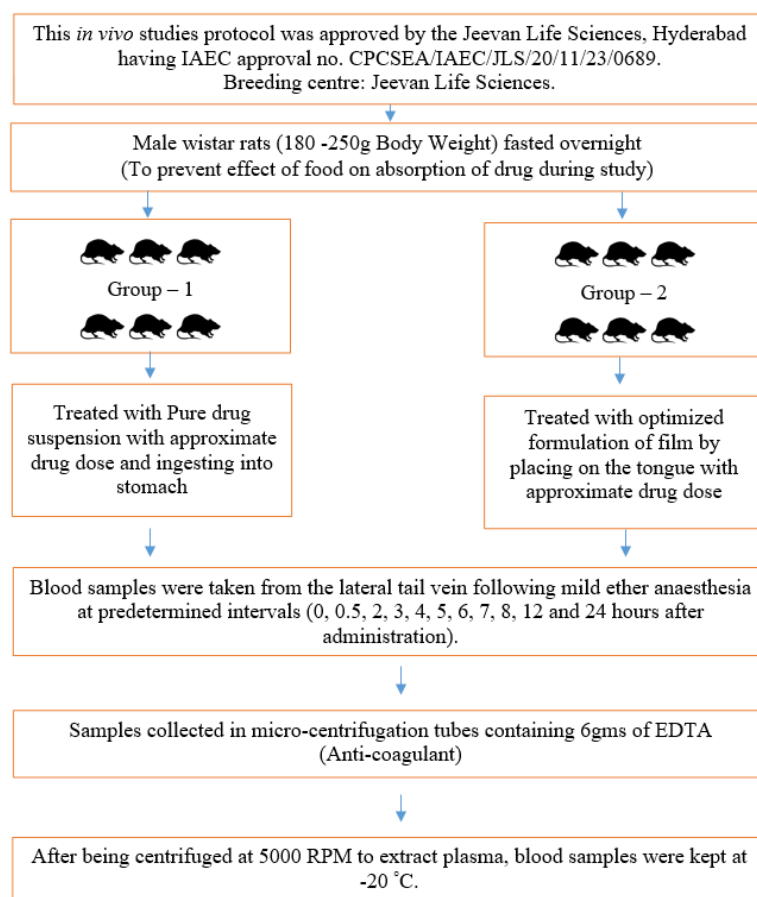 This in vivo studies protocol was approved by the Jeevan Life Sciences, Hyderabad
having IAEC approval no. CPCSEA/IAEC/JLS/20/11/23/0689.
Breeding centre: Jeevan Life Sciences.
Male wistar rats (180 -250g Body Weight) fasted overnight
(To prevent effect of food on absorption of drug during study)
Group – 1
Group – 2
Treated with Pure drug
suspension with approximate
drug dose and ingesting into
stomach
Treated with optimized
formulation of film by
placing on the tongue with
approximate drug dose
Blood samples were taken from the lateral tail vein following mild ether anaesthesia
at predetermined intervals (0, 0.5, 2, 3, 4, 5, 6, 7, 8, 12 and 24 hours after
administration).
Samples collected in micro-centrifugation tubes containing 6gms of EDTA
(Anti-coagulant)
After being centrifuged at 5000 RPM to extract plasma, blood samples were kept at
-20 ˚C.